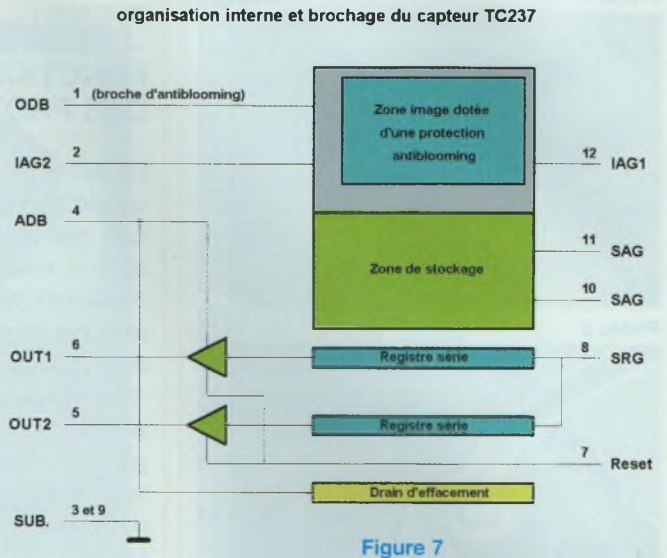 organisation interne et brochage du capteur TC237
ODB
1 (broche d'antiblooming)
IAG2
2
ADB
4
OUT1
6
OUT2
5
SUB.
3 et 9
Zone image dotée
d'une protection
antiblooming
Zone de stockage
Registre série
Registre série
Drain d'effacement
12 IAG1
11 SAG
10 SAG
8 SRG
7 Reset
Figure 7